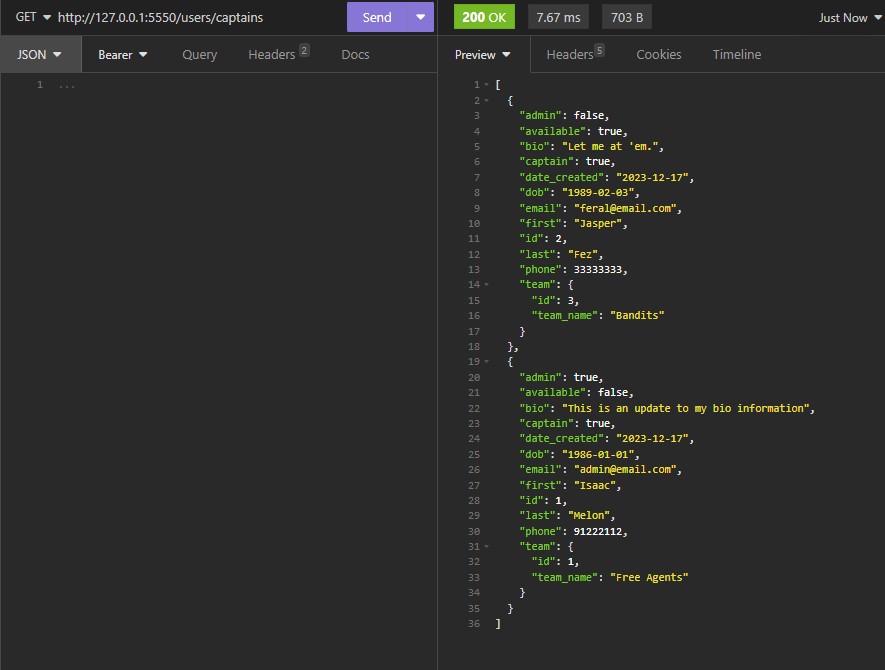 GET http://127.0.0.1:5550/users/captains Send 200 OK 7.67 ms 703 B Just Now
JSON Bearer Query Headers 2 Docs Preview Headers 5 Cookies Timeline
1 ...
1 [
2 {
3 "admin": false,
4 "available": true,
5 "bio": "Let me at 'em.",
6 "captain": true,
7 "date_created": "2023-12-17",
8 "dob": "1989-02-03",
9 "email": "feral@email.com",
10 "first": "Jasper",
11 "id": 2,
12 "last": "Fez",
13 "phone": 33333333,
14 "team": {
15 "id": 3,
16 "team_name": "Bandits"
17 }
18 },
19 {
20 "admin": true,
21 "available": false,
22 "bio": "This is an update to my bio information",
23 "captain": true,
24 "date_created": "2023-12-17",
25 "dob": "1986-01-01",
26 "email": "admin@email.com",
27 "first": "Isaac",
28 "id": 1,
29 "last": "Melon",
30 "phone": 91222112,
31 "team": {
32 "id": 1,
33 "team_name": "Free Agents"
34 }
35 }
36 ]